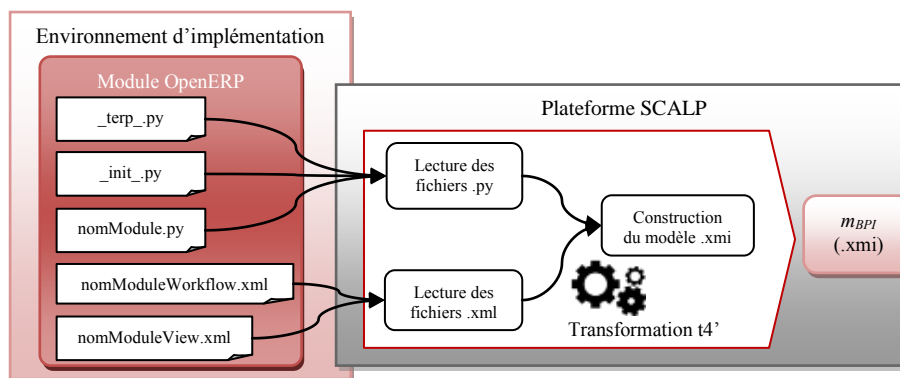 Environnement d’implémentation
Module OpenERP
_terp_.py
_init_.py
nomModule.py
nomModuleWorkflow.xml
nomModuleView.xml
Plateforme SCALP
Lecture des
fichiers .py
Lecture des
fichiers .xml
Construction
du modèle .xmi
Transformation t4’
m_BPI
(.xmi)